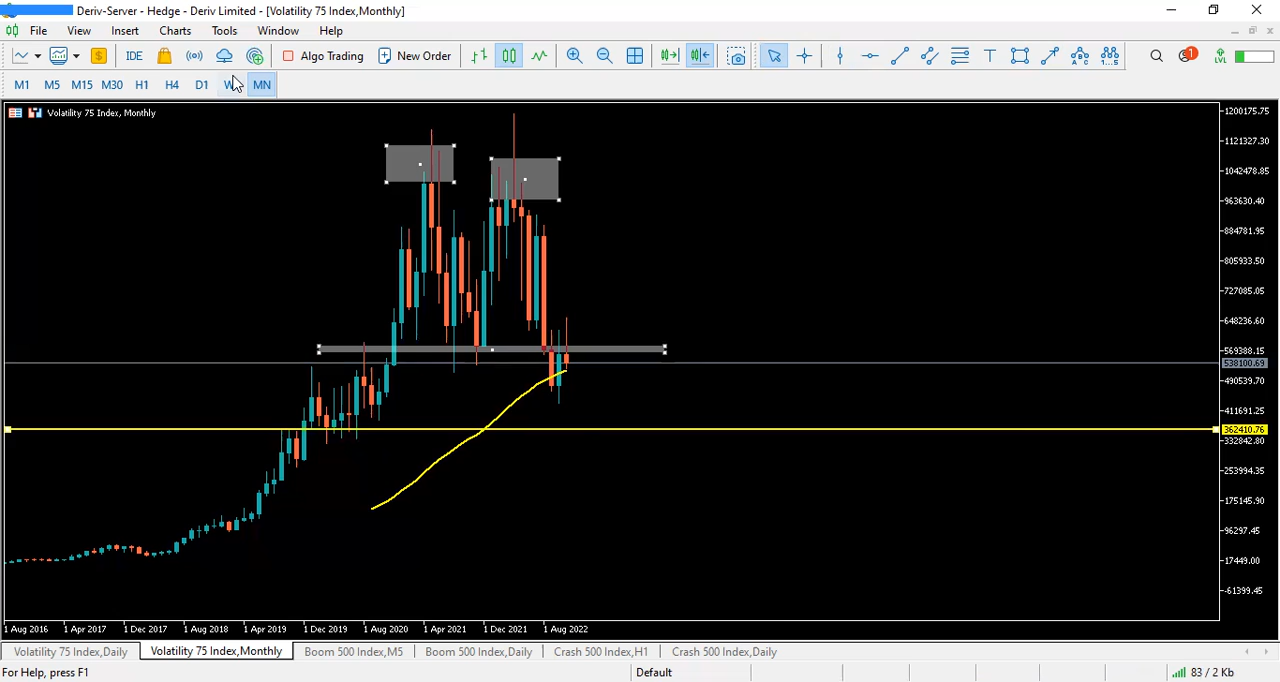 Deriv-Server - Hedge - Deriv Limited - [Volatility 75 Index,Monthly]
File View Insert Charts Tools Window Help
$ IDE Algo Trading New Order T 1 LVL
M1 M5 M15 M30 H1 H4 D1 W MN
Volatility 75 Index, Monthly
1200175.75
1121327.30
1042478.85
963630.40
884781.95
805933.50
727085.05
648236.60
569388.15
538100.69
490539.70
411691.25
362410.76
332842.80
253994.35
175145.90
96297.45
17449.00
-61399.45
1 Aug 2016 1 Apr 2017 1 Dec 2017 1 Aug 2018 1 Apr 2019 1 Dec 2019 1 Aug 2020 1 Apr 2021 1 Dec 2021 1 Aug 2022
Volatility 75 Index,Daily Volatility 75 Index,Monthly Boom 500 Index,M5 Boom 500 Index,Daily Crash 500 Index,H1 Crash 500 Index,Daily
For Help, press F1 Default 83 / 2 Kb